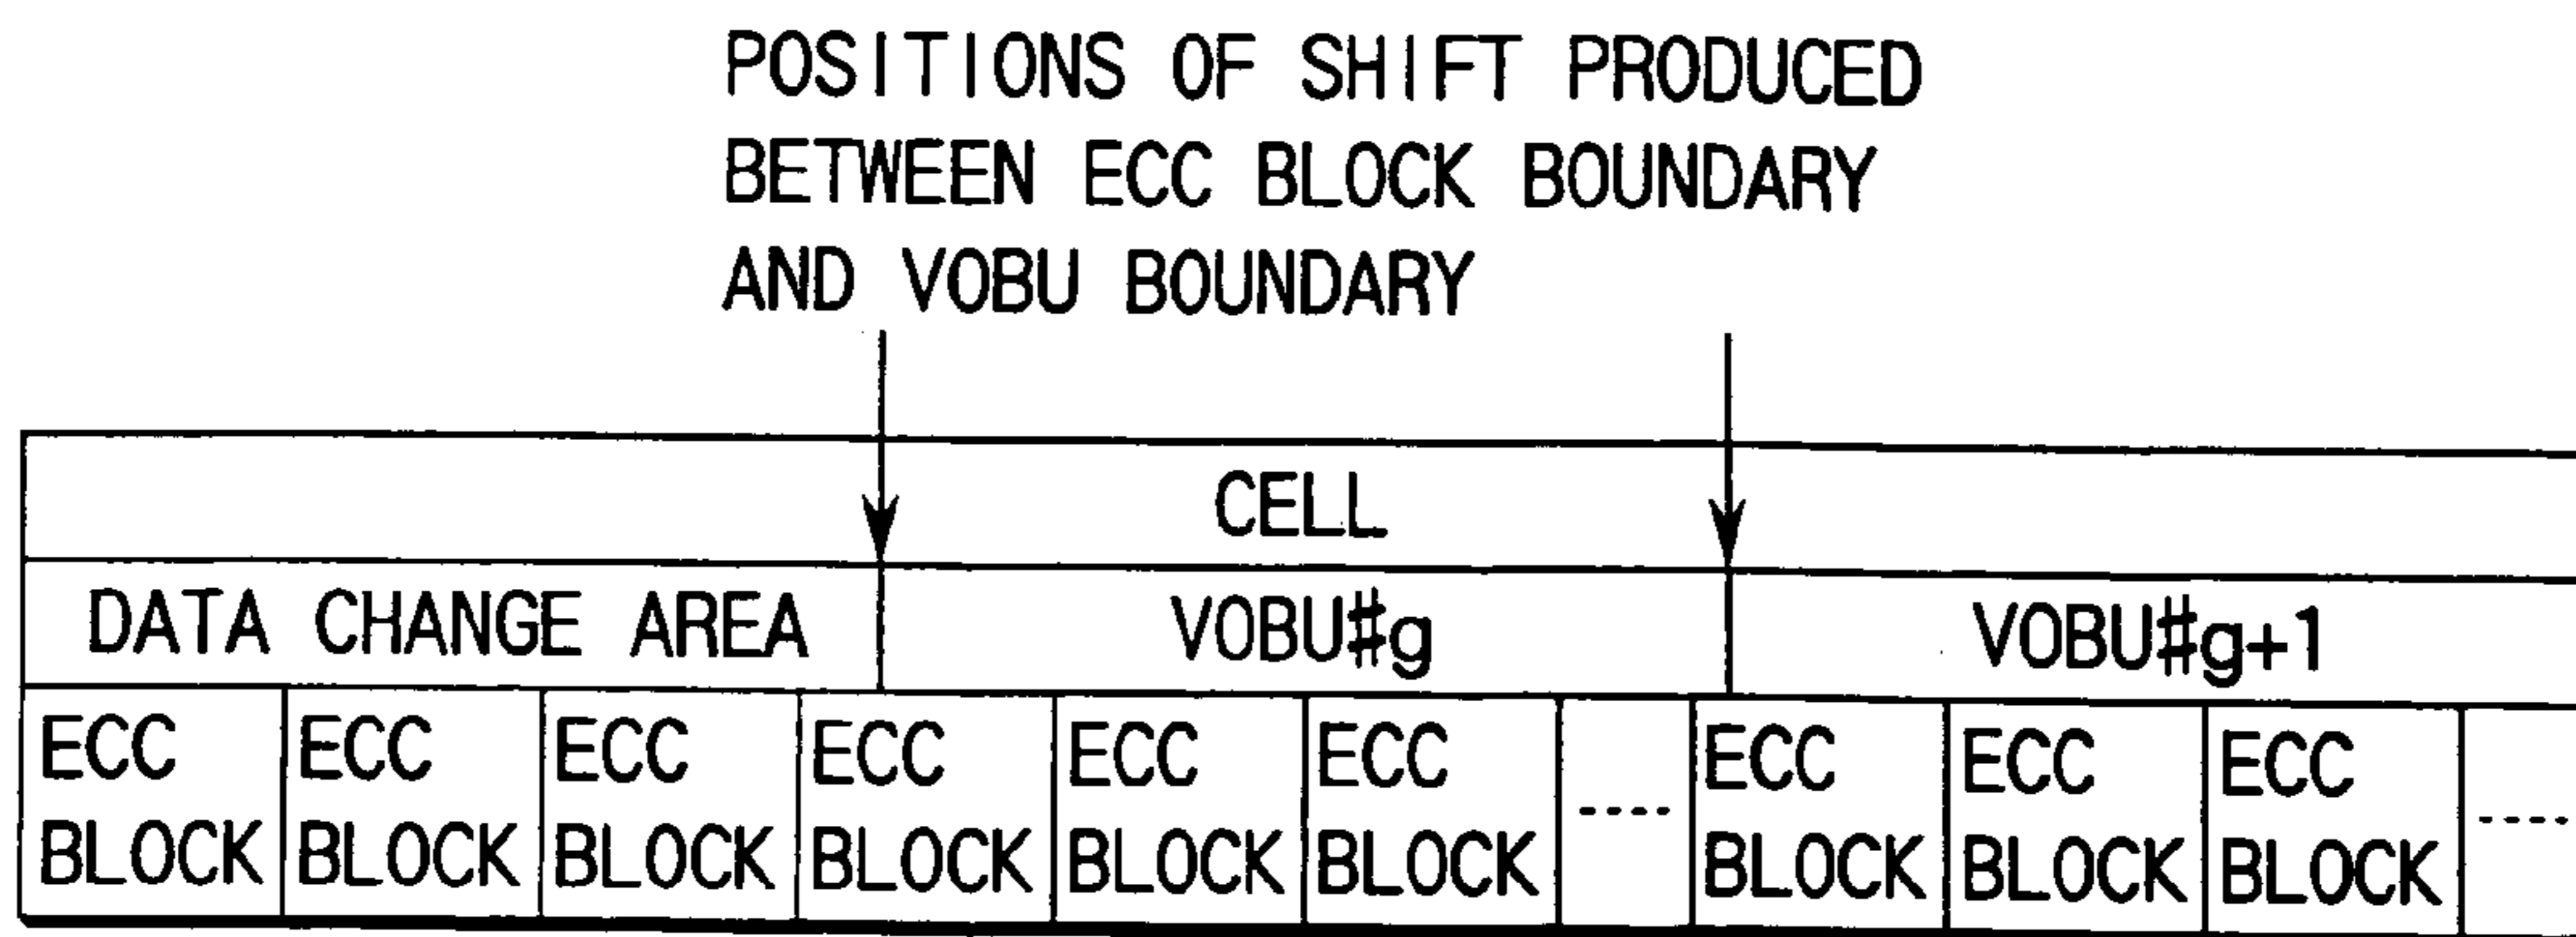 POSITIONS OF SHIFT PRODUCED
BETWEEN ECC BLOCK BOUNDARY
AND VOBU BOUNDARY
CELL
DATA CHANGE AREA VOBU#g VOBU#g+1
ECC ECC ECC ECC ECC ECC ECC ECC ECC
BLOCK BLOCK BLOCK BLOCK BLOCK BLOCK ---- BLOCK BLOCK BLOCK ----